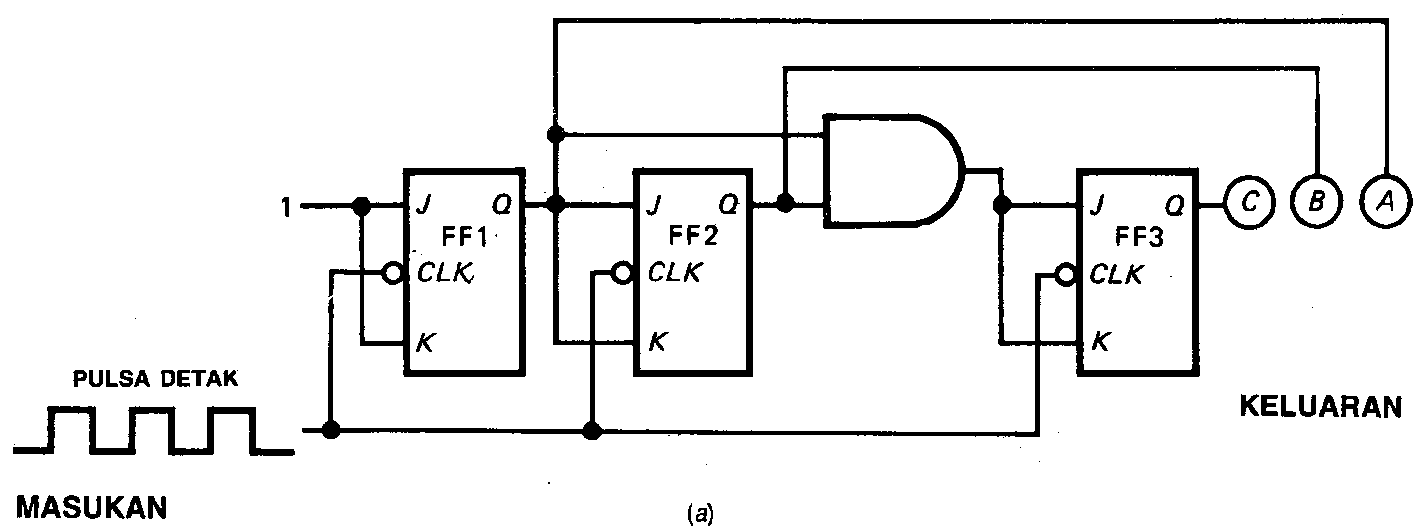 1
J Q
FF1
CLK
K
J Q
FF2
CLK
K
J Q
FF3
CLK
K
C B A
PULSA DETAK
MASUKAN
KELUARAN
(a)